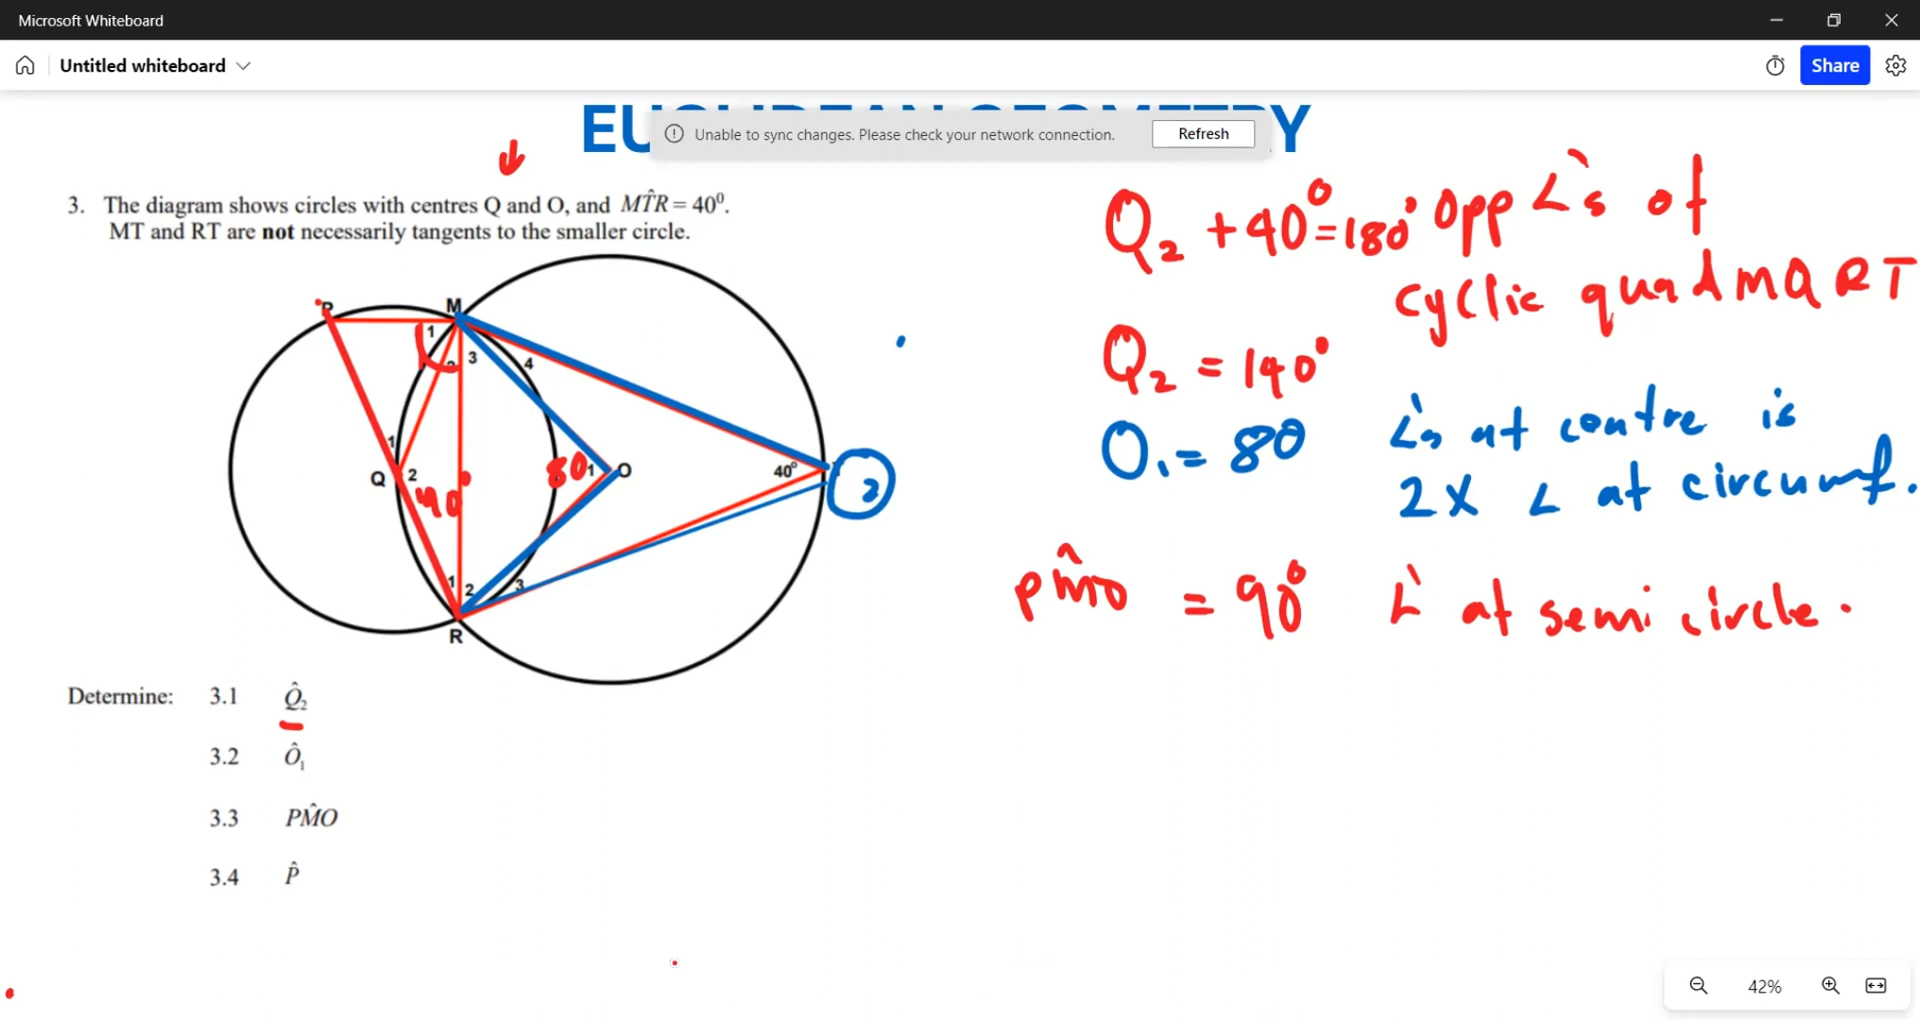 Microsoft Whiteboard
Untitled whiteboard
Share
Unable to sync changes. Please check your network connection.
Refresh
3. The diagram shows circles with centres Q and O, and MT̂R = 40⁰.
MT and RT are not necessarily tangents to the smaller circle.
P
M
1
2
3
4
1
Q
2
40
80
1
O
40°
2
1
2
3
R
Determine: 3.1 Q̂₂
3.2 Ô₁
3.3 PM̂O
3.4 P̂
Q₂ + 40° = 180° opp ∠'s of
cyclic quad MQRT
Q₂ = 140°
O₁ = 80 ∠'s at centre is
2 x ∠ at circumf.
PM̂O = 90° ∠' at semi circle.
42%